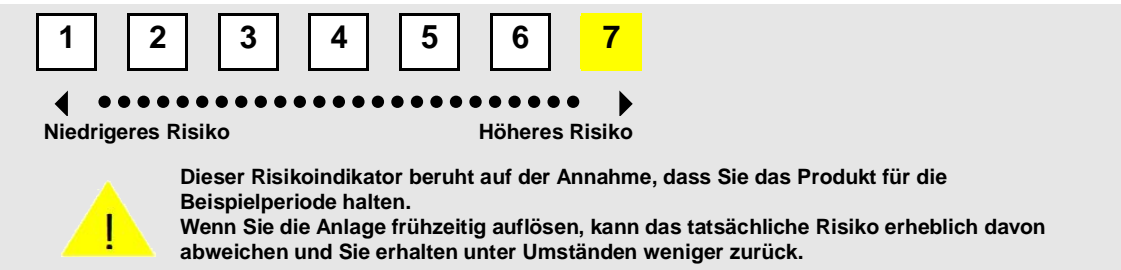 1 2 3 4 5 6 7
Niedrigeres Risiko Höheres Risiko
Dieser Risikoindikator beruht auf der Annahme, dass Sie das Produkt für die
Beispielperiode halten.
Wenn Sie die Anlage frühzeitig auflösen, kann das tatsächliche Risiko erheblich davon
! abweichen und Sie erhalten unter Umständen weniger zurück.